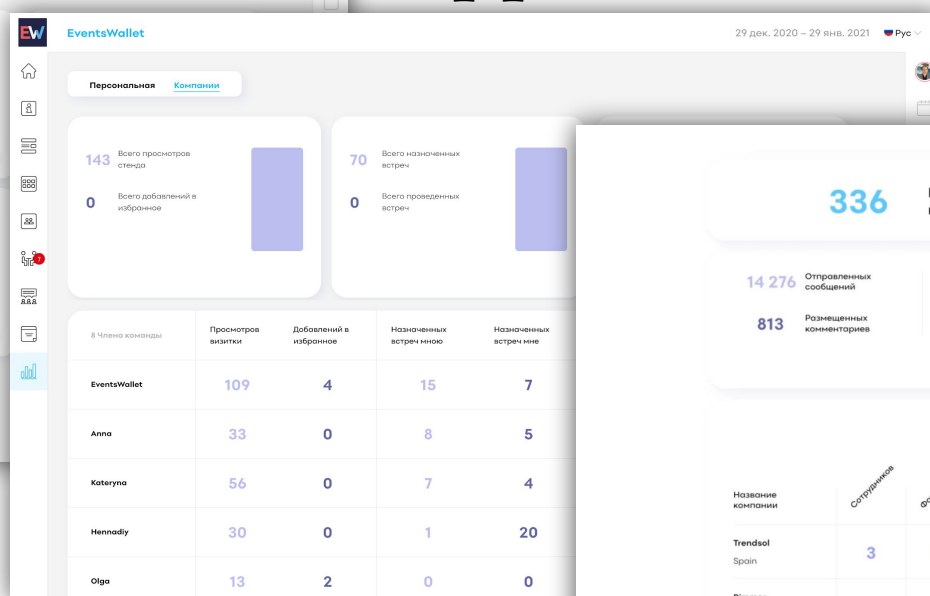 EW EventsWallet
29 дек. 2020 – 29 янв. 2021 Рус
Персональная Компании
143 Всего просмотров
стенда
0 Всего добавлений в
избранное
70 Всего назначенных
встреч
0 Всего проведенных
встреч
7
8 Члена команды
Просмотров
визитки
Добавлений в
избранное
Назначенных
встреч мною
Назначенных
встреч мне
EventsWallet 109 4 15 7
Anna 33 0 8 5
Kateryna 56 0 7 4
Hennadiy 30 0 1 20
Olga 13 2 0 0
336
14 276 Отправленных
сообщений
813 Размещенных
комментариев
Название
компании
Сотрудников
Trendsol
Spain
3